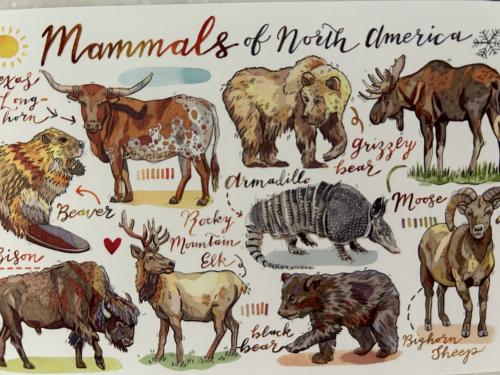 Mammals of North America
Texas
Long-
horn
Grizzly
bear
Armadillo
Beaver
Rocky
Mountain
Elk
Moose
Bison
black
bear
Bighorn
Sheep